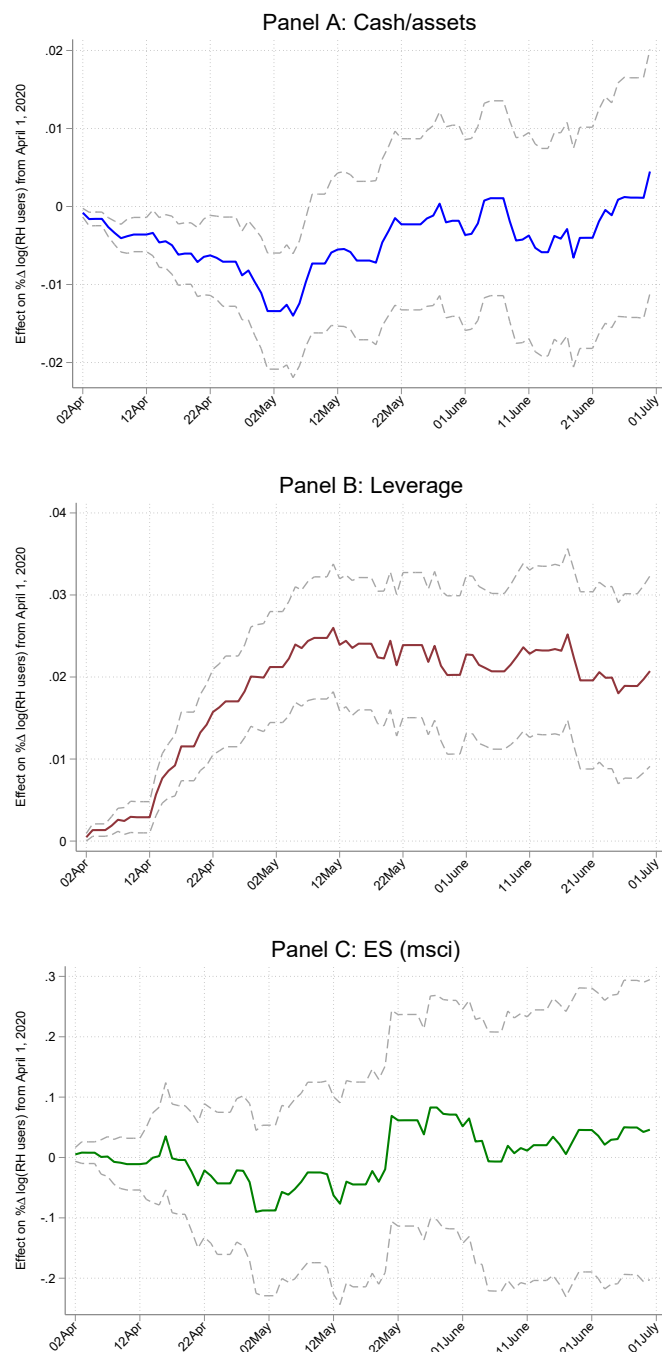 Panel A: Cash/assets
Effect on %Δ log(RH users) from April 1, 2020
.02
.01
0
-.01
-.02
02Apr
12Apr
22Apr
02May
12May
22May
01June
11June
21June
01July
Panel B: Leverage
Effect on %Δ log(RH users) from April 1, 2020
.04
.03
.02
.01
0
02Apr
12Apr
22Apr
02May
12May
22May
01June
11June
21June
01July
Panel C: ES (msci)
Effect on %Δ log(RH users) from April 1, 2020
.3
.2
.1
0
-.1
-.2
02Apr
12Apr
22Apr
02May
12May
22May
01June
11June
21June
01July